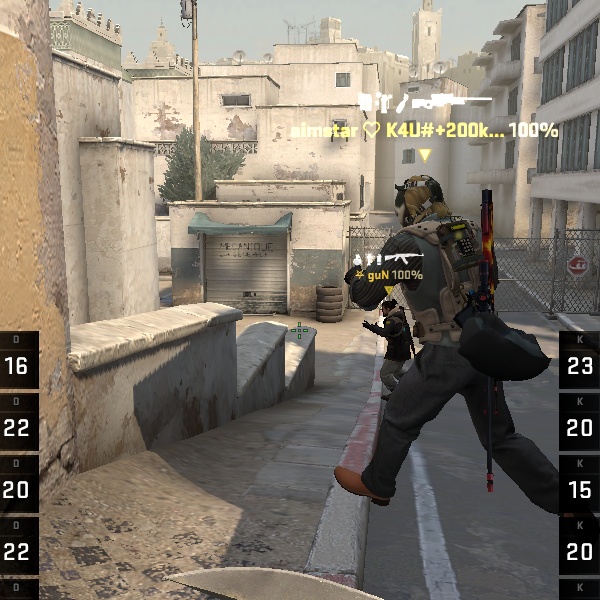 aimstar ♡ K4U#+200k... 100%
MECANIQUE
guN 100%
D
16
D
22
D
20
D
22
D
K
23
K
20
K
15
K
20
K